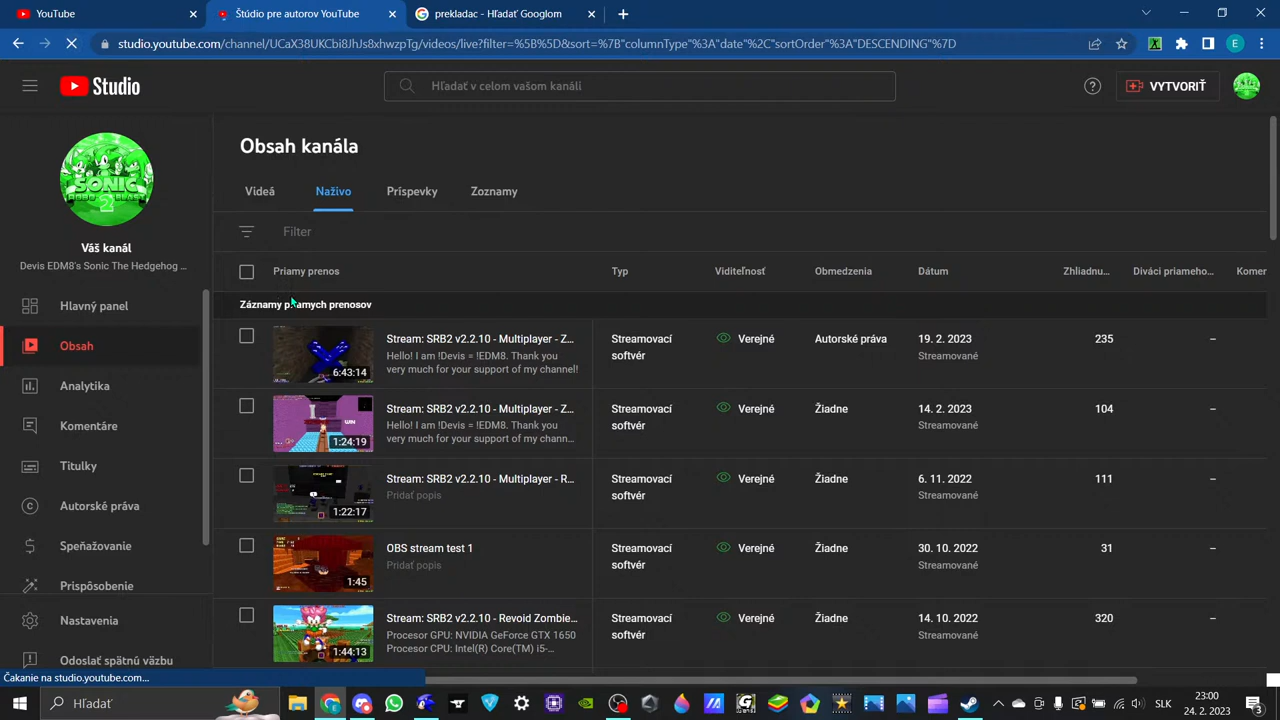 YouTube
Štúdio pre autorov YouTube
prekladac - Hľadať Googlom
studio.youtube.com/channel/UCaX38UKCbi8JhJs8xhwzpTg/videos/live?filter=%5B%5D&sort=%7B"columnType"%3A"date"%2C"sortOrder"%3A"DESCENDING"%7D
E
Studio
Hľadať v celom vašom kanáli
VYTVORIŤ
SONIC
ROBO-BLAST
2
Váš kanál
Devis EDM8's Sonic The Hedgehog ...
Hlavný panel
Obsah
Analytika
Komentáre
Titulky
Autorské práva
Speňažovanie
Prispôsobenie
Nastavenia
Odoslať spätnú väzbu
Obsah kanála
Videá
Naživo
Príspevky
Zoznamy
Filter
Priamy prenos
Typ
Viditeľnosť
Obmedzenia
Dátum
Zhliadnu...
Diváci priameho...
Komer
Záznamy priamych prenosov
6:43:14
Stream: SRB2 v2.2.10 - Multiplayer - Z...
Hello! I am !Devis = !EDM8. Thank you
very much for your support of my channel!
Streamovací
softvér
Verejné
Autorské práva
19. 2. 2023
Streamované
235
–
WIN
1:24:19
Stream: SRB2 v2.2.10 - Multiplayer - Z...
Hello! I am !Devis = !EDM8. Thank you
very much for your support of my chann...
Streamovací
softvér
Verejné
Žiadne
14. 2. 2023
Streamované
104
–
1:22:17
Stream: SRB2 v2.2.10 - Multiplayer - R...
Pridať popis
Streamovací
softvér
Verejné
Žiadne
6. 11. 2022
Streamované
111
–
1:45
OBS stream test 1
Pridať popis
Streamovací
softvér
Verejné
Žiadne
30. 10. 2022
Streamované
31
–
1:44:13
Stream: SRB2 v2.2.10 - Revoid Zombie...
Procesor GPU: NVIDIA GeForce GTX 1650
Procesor CPU: Intel(R) Core(TM) i5-...
Streamovací
softvér
Verejné
Žiadne
14. 10. 2022
Streamované
320
–
Čakanie na studio.youtube.com...
Hľadať
SLK
23:00
24. 2. 2023
3